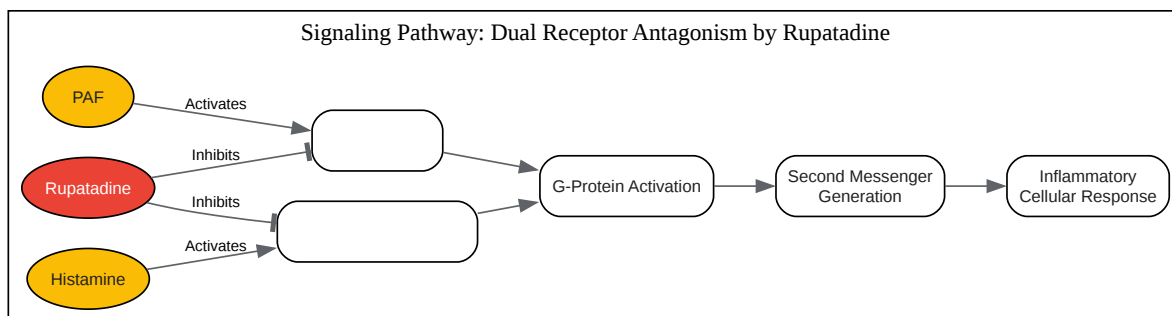 Signaling Pathway: Dual Receptor Antagonism by Rupatadine
PAF
Activates
Inhibits
Rupatadine
Inhibits
Activates
Histamine
G-Protein Activation
Second Messenger
Generation
Inflammatory
Cellular Response